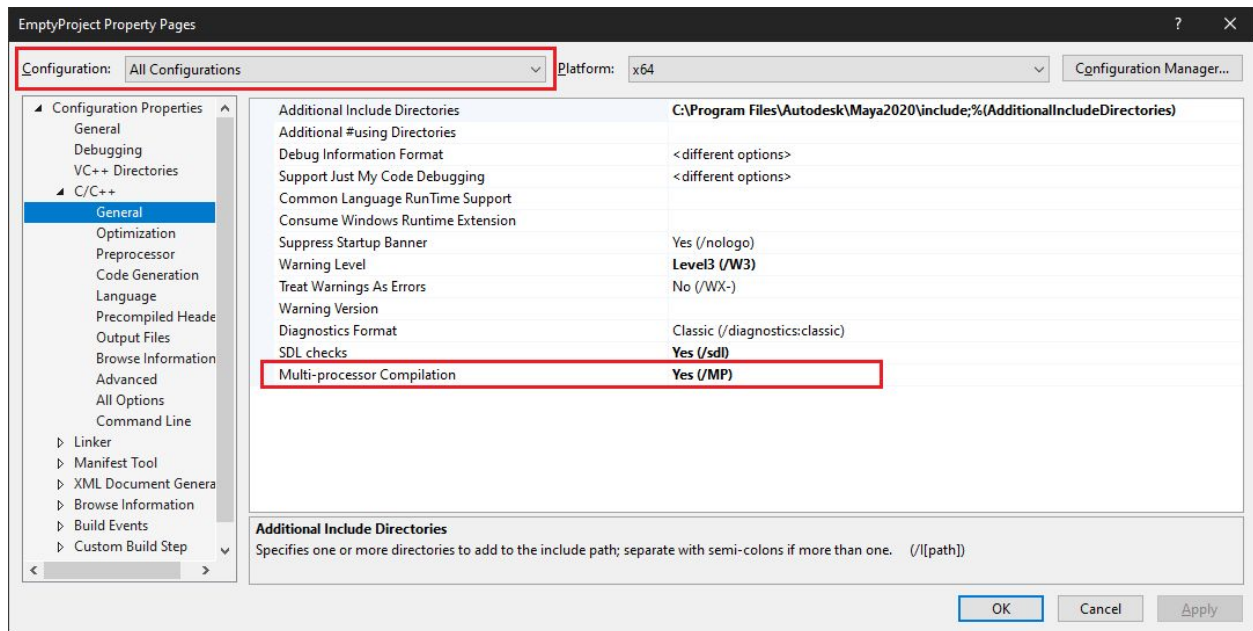 EmptyProject Property Pages
? ×
Configuration: All Configurations Platform: x64 Configuration Manager...
Configuration Properties
General
Debugging
VC++ Directories
C/C++
General
Optimization
Preprocessor
Code Generation
Language
Precompiled Heade
Output Files
Browse Information
Advanced
All Options
Command Line
Linker
Manifest Tool
XML Document Genera
Browse Information
Build Events
Custom Build Step
Additional Include Directories C:\Program Files\Autodesk\Maya2020\include;%(AdditionalIncludeDirectories)
Additional #using Directories
Debug Information Format <different options>
Support Just My Code Debugging <different options>
Common Language RunTime Support
Consume Windows Runtime Extension
Suppress Startup Banner Yes (/nologo)
Warning Level Level3 (/W3)
Treat Warnings As Errors No (/WX-)
Warning Version
Diagnostics Format Classic (/diagnostics:classic)
SDL checks Yes (/sdl)
Multi-processor Compilation Yes (/MP)
Additional Include Directories
Specifies one or more directories to add to the include path; separate with semi-colons if more than one. (/I[path])
OK Cancel Apply